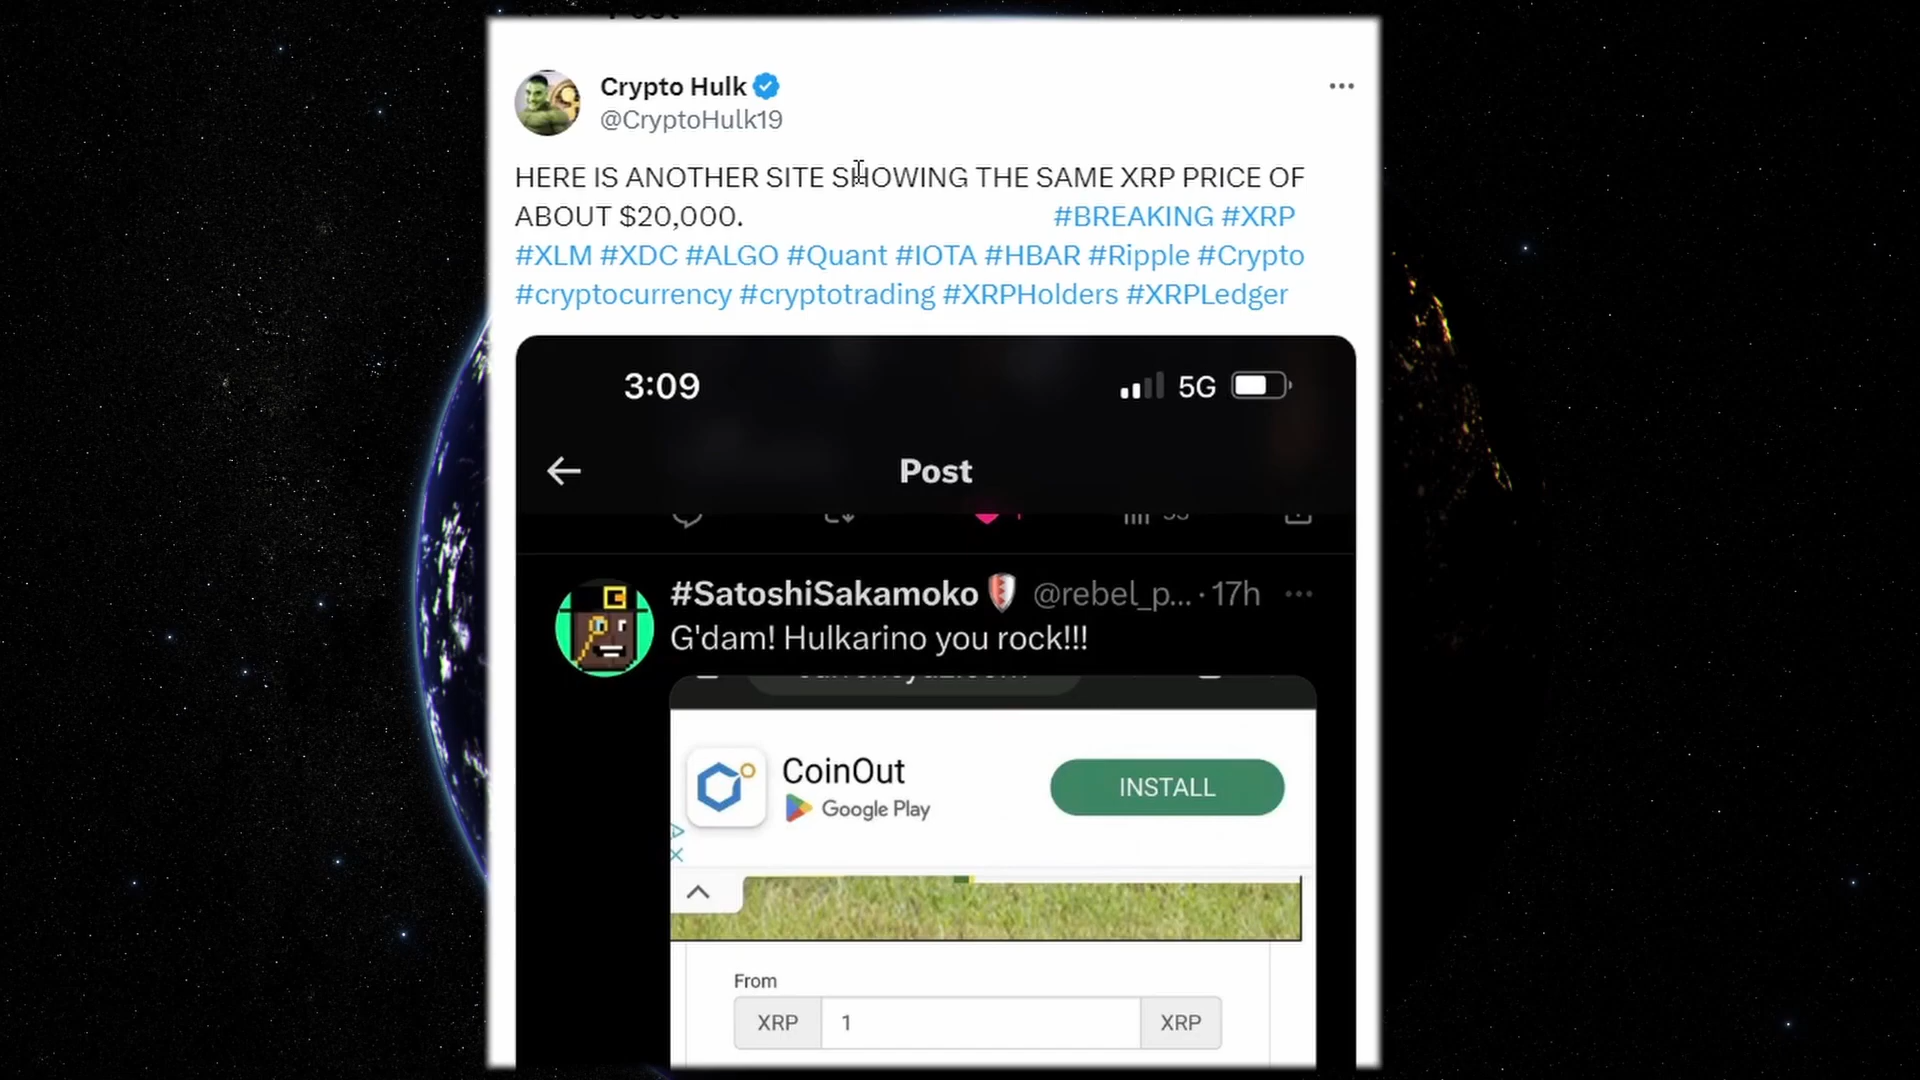 Crypto Hulk
@CryptoHulk19
HERE IS ANOTHER SITE SHOWING THE SAME XRP PRICE OF
ABOUT $20,000. #BREAKING #XRP
#XLM #XDC #ALGO #Quant #IOTA #HBAR #Ripple #Crypto
#cryptocurrency #cryptotrading #XRPHolders #XRPLedger
3:09 5G
Post
#SatoshiSakamoko @rebel_p... · 17h
G'dam! Hulkarino you rock!!!
CoinOut
Google Play
INSTALL
From
XRP 1 XRP